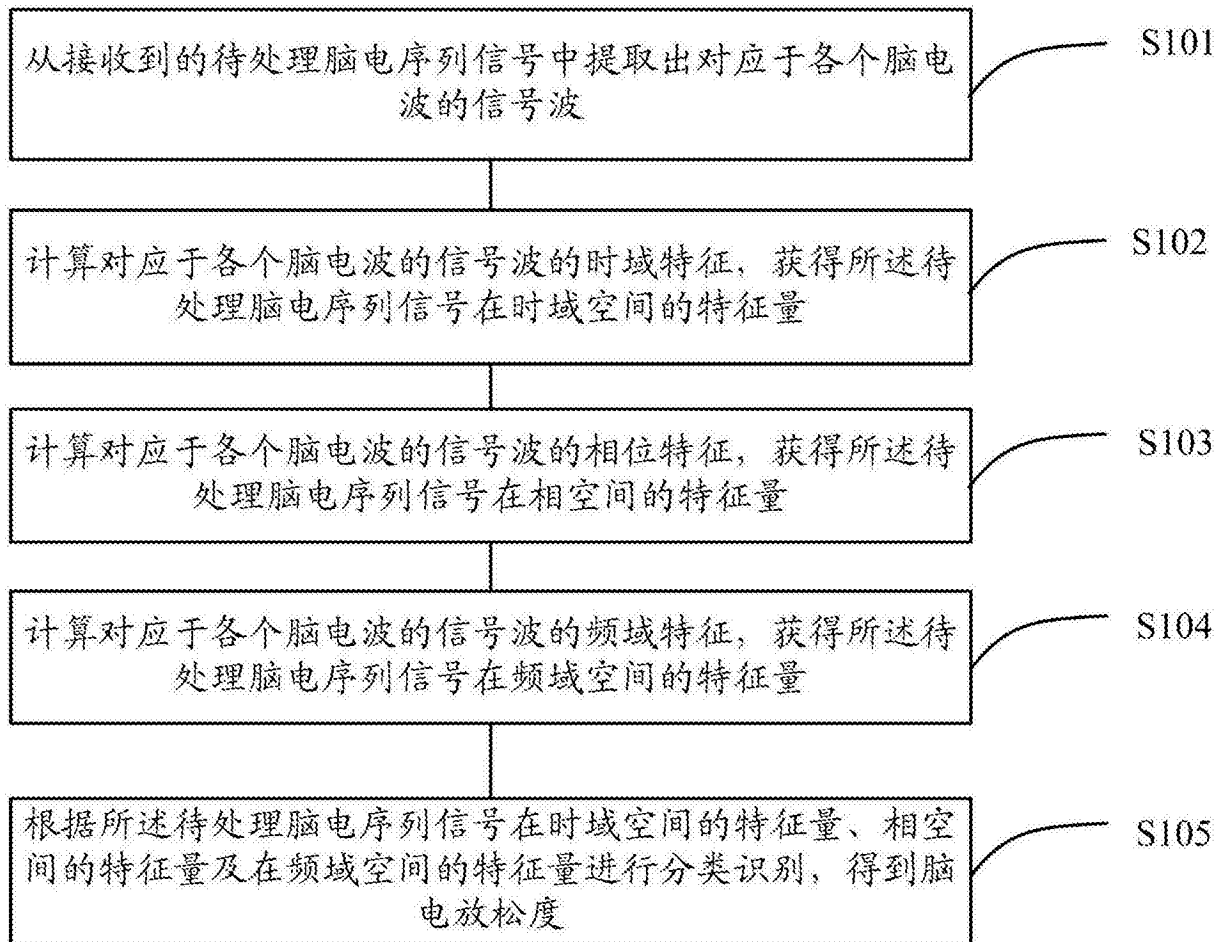 从接收到的待处理脑电序列信号中提取出对应于各个脑电
波的信号波
S101
计算对应于各个脑电波的信号波的时域特征，获得所述待
处理脑电序列信号在时域空间的特征量
S102
计算对应于各个脑电波的信号波的相位特征，获得所述待
处理脑电序列信号在相空间的特征量
S103
计算对应于各个脑电波的信号波的频域特征，获得所述待
处理脑电序列信号在频域空间的特征量
S104
根据所述待处理脑电序列信号在时域空间的特征量、相空
间的特征量及在频域空间的特征量进行分类识别，得到脑
电放松度
S105